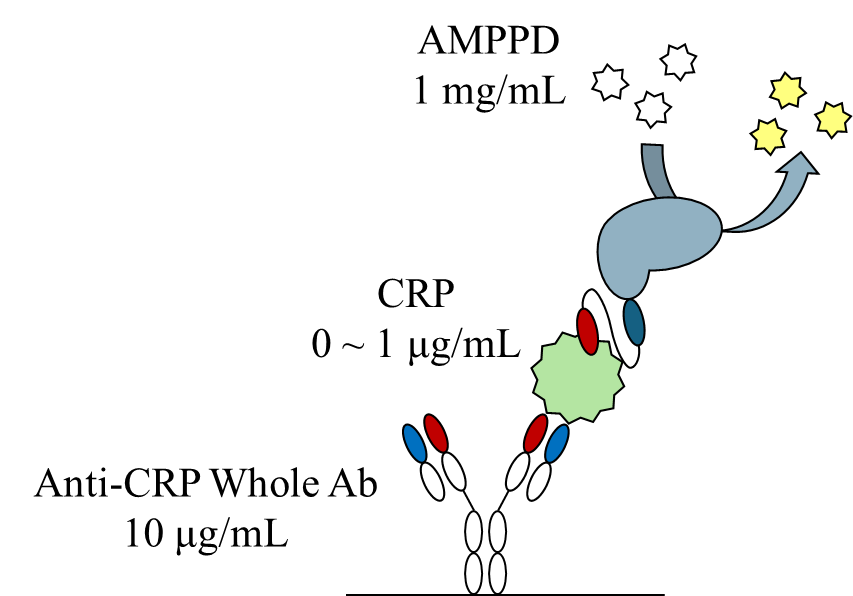 AMPPD
1 mg/mL
CRP
0 ~ 1 μg/mL
Anti-CRP Whole Ab
10 μg/mL